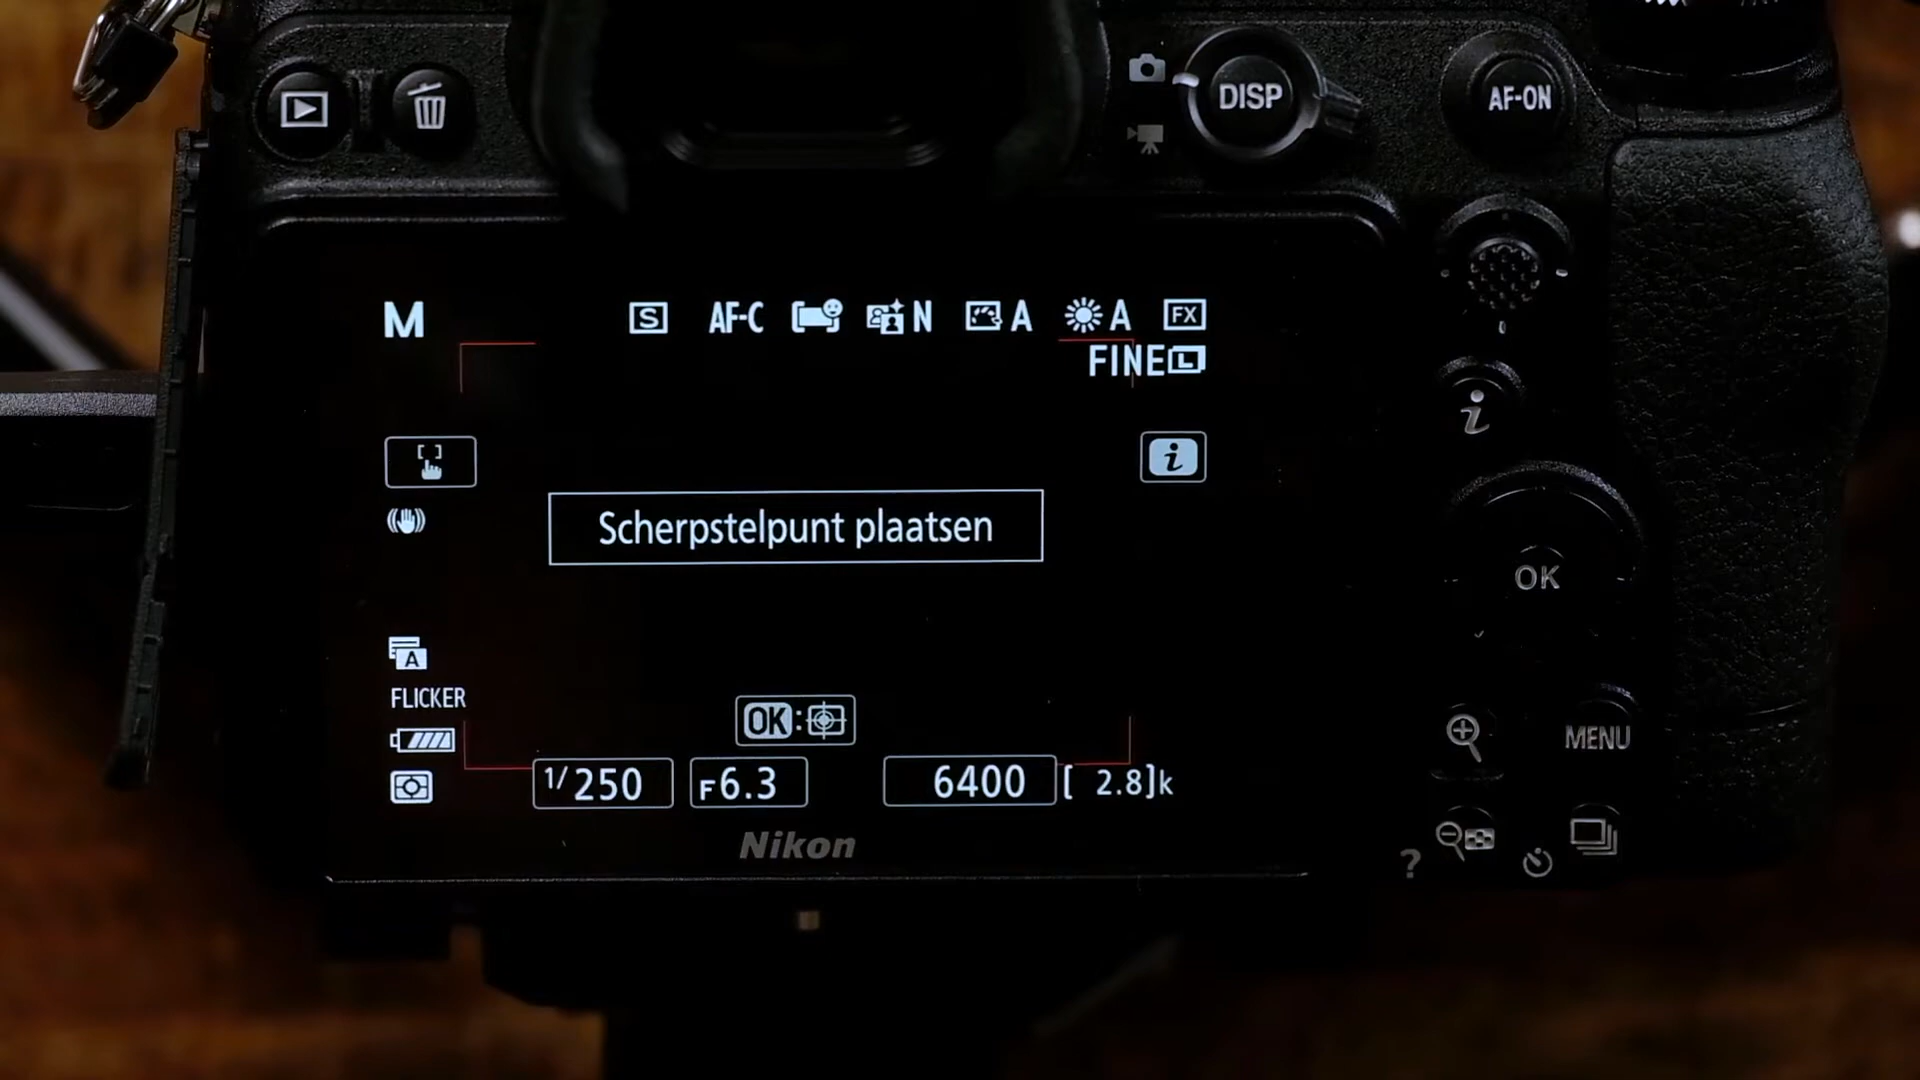 DISP
AF-ON
M S AF-C N A A FX
FINE L
i
i
Scherpstelpunt plaatsen
OK
A
FLICKER
OK:
MENU
1/250 F6.3 6400 [ 2.8]k
Nikon
?